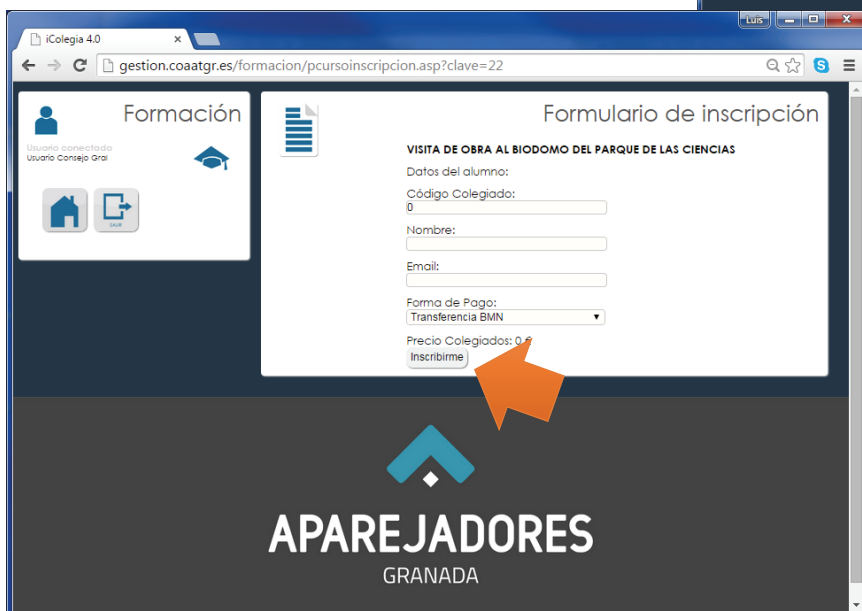 Luis
iColegia 4.0
gestion.coaatgr.es/formacion/pcursoinscripcion.asp?clave=22
Formación
Usuario conectado
Usuario Consejo Gral
SALIR
Formulario de inscripción
VISITA DE OBRA AL BIODOMO DEL PARQUE DE LAS CIENCIAS
Datos del alumno:
Código Colegiado:
0
Nombre:
Email:
Forma de Pago:
Transferencia BMN
Precio Colegiados: 0 €
Inscribirme
APAREJADORES
GRANADA